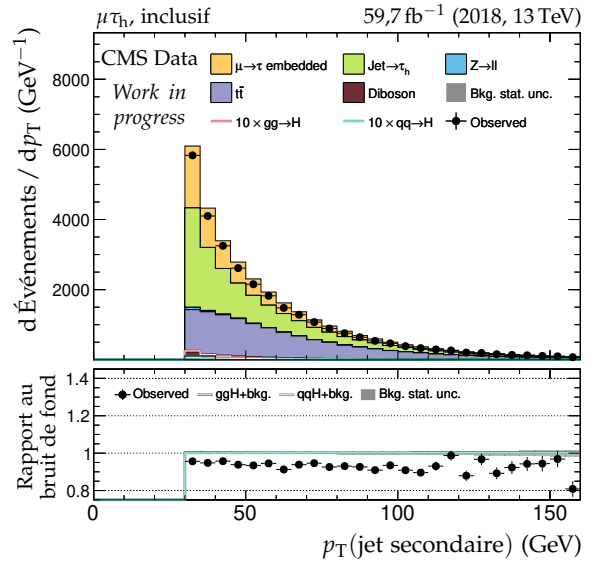 μτh, inclusif 59,7 fb⁻¹ (2018, 13 TeV)
CMS Data
Work in
progress
μ→τ embedded Jet→τh Z→ll
tt̄ Diboson Bkg. stat. unc.
10 × gg→H 10 × qq→H Observed
d Événements / dpT (GeV⁻¹)
8000
6000
4000
2000
Observed ggH+bkg. qqH+bkg. Bkg. stat. unc.
Rapport au
bruit de fond
1.4
1.2
1
0.8
0 50 100 150
pT(jet secondaire) (GeV)